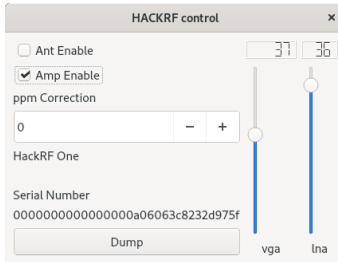 HACKRF control ×
Ant Enable
37 36
Amp Enable
ppm Correction
0 − +
HackRF One
Serial Number
0000000000000000a06063c8232d975f
Dump
vga lna